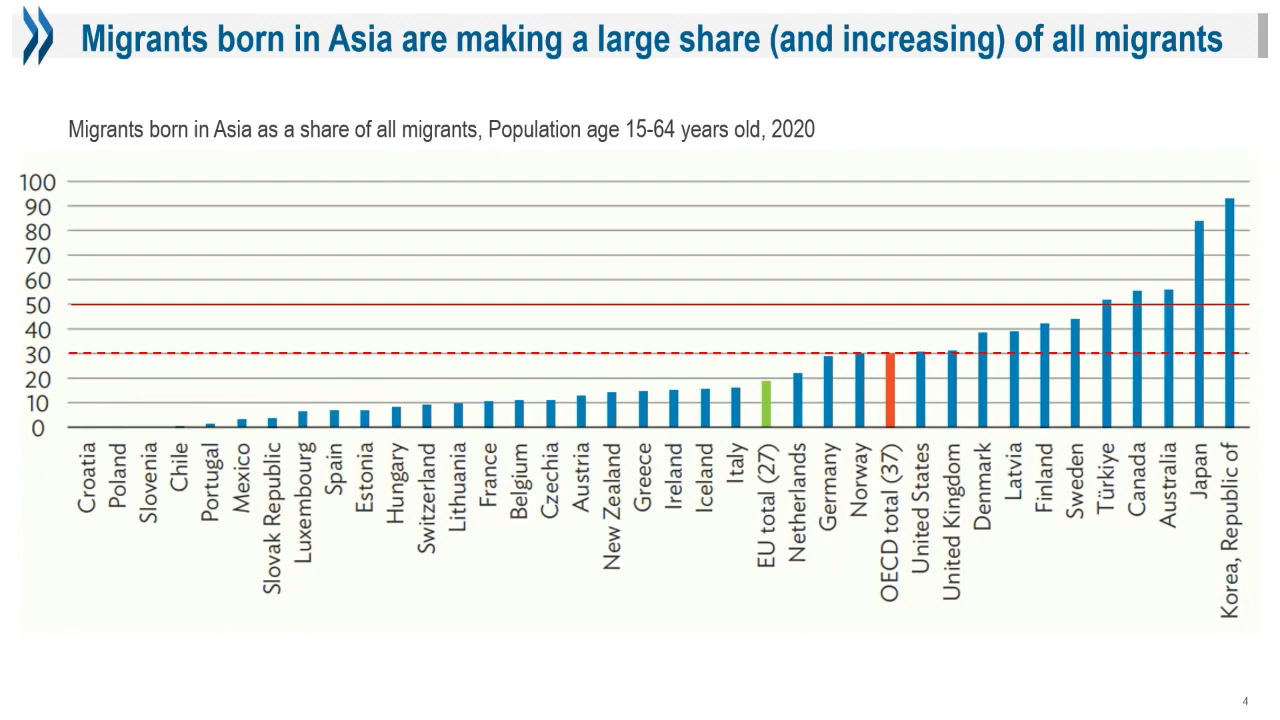 Migrants born in Asia are making a large share (and increasing) of all migrants
Migrants born in Asia as a share of all migrants, Population age 15-64 years old, 2020
100
90
80
70
60
50
40
30
20
10
0
Croatia
Poland
Slovenia
Chile
Portugal
Mexico
Slovak Republic
Luxembourg
Spain
Estonia
Hungary
Switzerland
Lithuania
France
Belgium
Czechia
Austria
New Zealand
Greece
Ireland
Iceland
Italy
EU total (27)
Netherlands
Germany
Norway
OECD total (37)
United States
United Kingdom
Denmark
Latvia
Finland
Sweden
Türkiye
Canada
Australia
Japan
Korea, Republic of
4